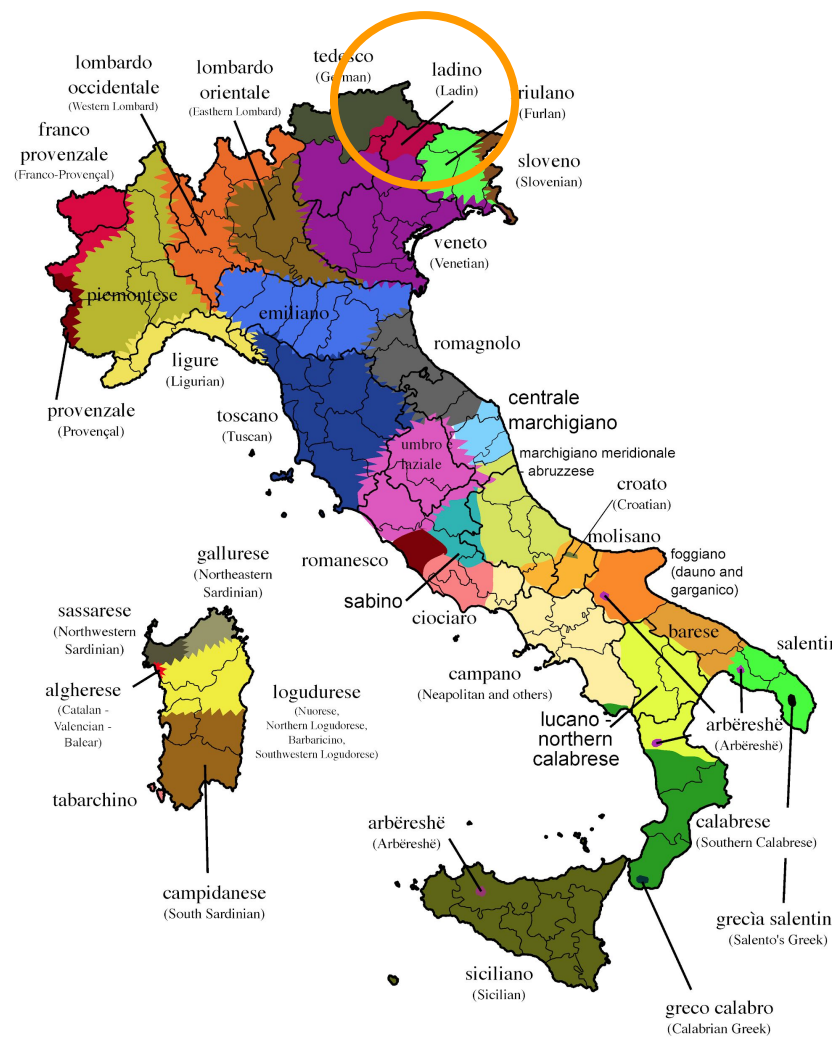 tedesco
(German)
ladino
(Ladin)
friulano
(Furlan)
lombardo
occidentale
(Western Lombard)
lombardo
orientale
(Easthern Lombard)
franco
provenzale
(Franco-Provençal)
sloveno
(Slovenian)
veneto
(Venetian)
piemontese
emiliano
romagnolo
ligure
(Ligurian)
provenzale
(Provençal)
toscano
(Tuscan)
centrale
marchigiano
umbro e
laziale
marchigiano meridionale
- abruzzese
croato
(Croatian)
molisano
romanesco
foggiano
(dauno and
garganico)
sabino
ciociaro
barese
salentin
gallurese
(Northeastern
Sardinian)
sassarese
(Northwestern
Sardinian)
algherese
(Catalan -
Valencian -
Balear)
logudurese
(Nuorese,
Northern Logudorese,
Barbaricino,
Southwestern Logudorese)
campano
(Neapolitan and others)
lucano -
northern
calabrese
arbëreshë
(Arbëreshë)
tabarchino
arbëreshë
(Arbëreshë)
calabrese
(Southern Calabrese)
campidanese
(South Sardinian)
grecìa salentin
(Salento's Greek)
siciliano
(Sicilian)
greco calabro
(Calabrian Greek)